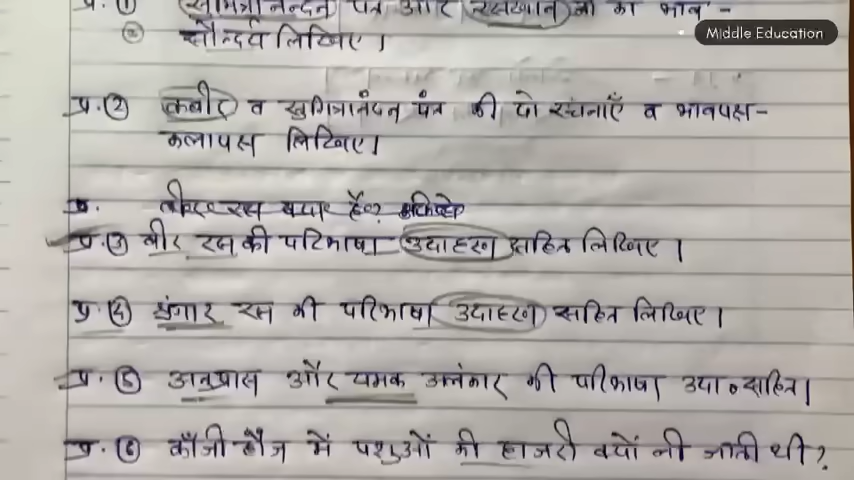 प्र. ① सुमित्रानन्दन पंत और रसखान जी का भाव -
Middle Education
सौन्दर्य लिखिए।
प्र. ② कबीर व सुमित्रानंदन पंत की दो रचनाएँ व भावपक्ष -
कलापक्ष लिखिए।
रस क्या है?
प्र. ③ वीर रस की परिभाषा उदाहरण सहित लिखिए।
प्र. ④ श्रृंगार रस की परिभाषा उदाहरण सहित लिखिए।
प्र. ⑤ अनुप्रास और यमक अलंकार की परिभाषा उदा० सहित।
प्र. ⑥ काँजीहौज में पशुओं की हाजरी क्यों ली जाती थी?